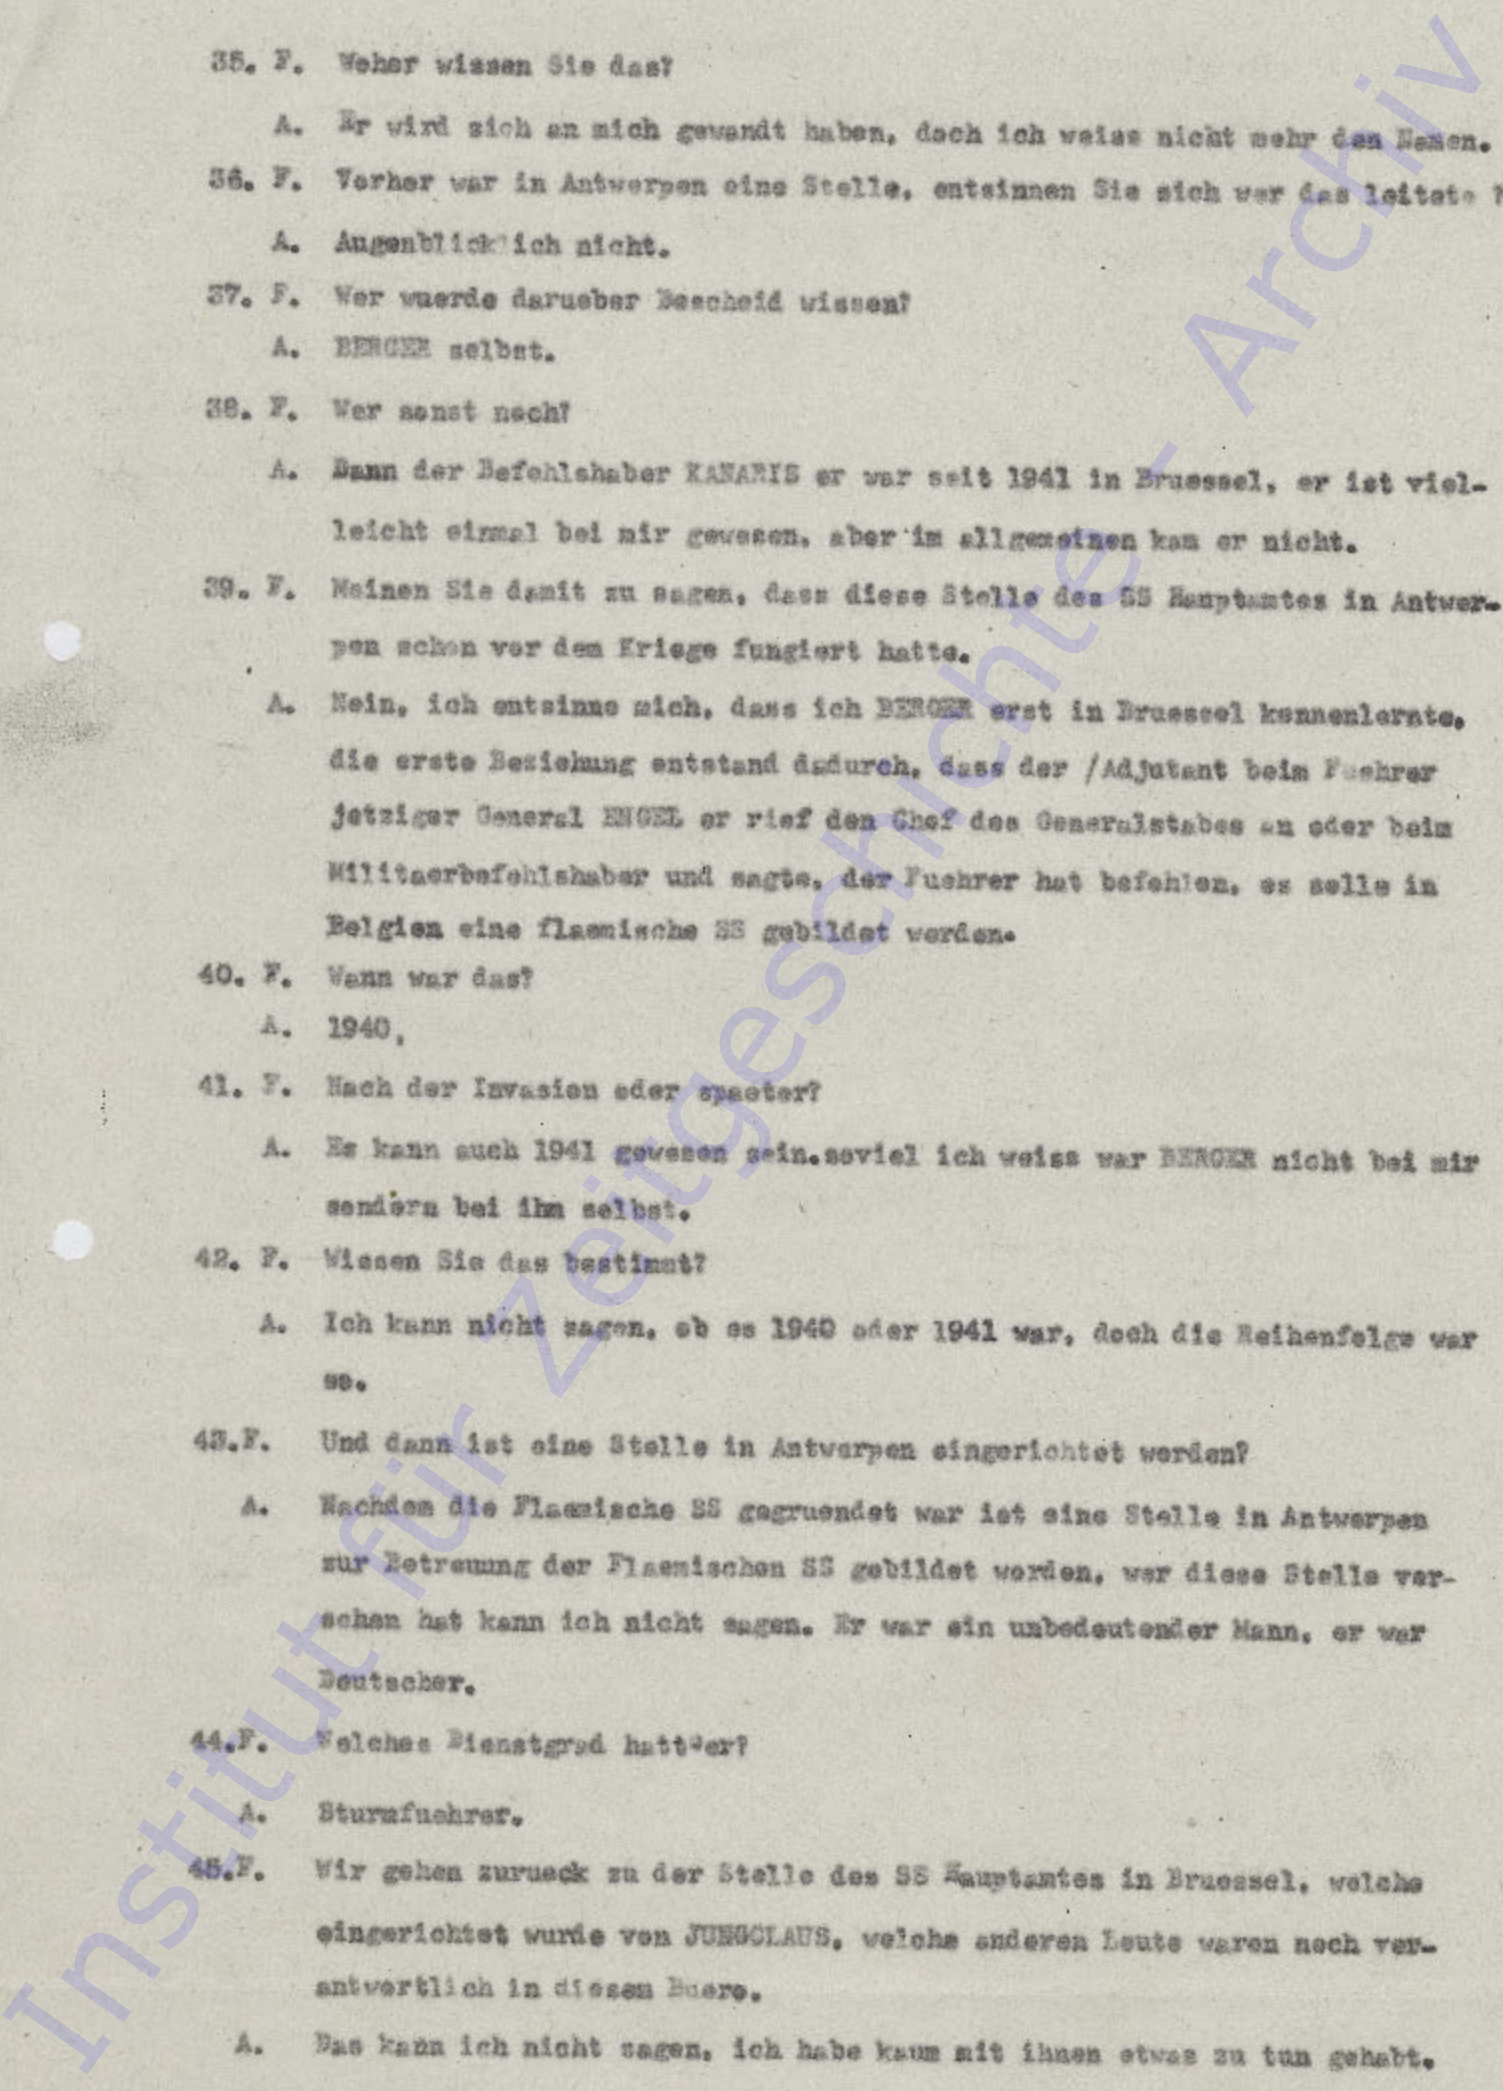 35. F. Woher wissen Sie das?
A. Er wird sich an mich gewandt haben, doch ich weiss nicht mehr den Namen.
36. F. Vorher war in Antwerpen eine Stelle, entsinnen Sie sich wer das leitete ?
A. Augenblicklich nicht.
37. F. Wer wuerde darueber Bescheid wissen?
A. BERGER selbst.
38. F. Wer sonst noch?
A. Dann der Befehlshaber KANARIS er war seit 1941 in Bruessel, er ist viel-
leicht einmal bei mir gewesen, aber im allgemeinen kam er nicht.
39. F. Meinen Sie damit zu sagen, dass diese Stelle des SS Hauptamtes in Antwer-
pen schon vor dem Kriege fungiert hatte.
A. Nein, ich entsinne mich, dass ich BERGER erst in Bruessel kennenlernte,
die erste Beziehung entstand dadurch, dass der /Adjutant beim Fuehrer
jetziger General ENGEL er rief den Chef des Generalstabes an oder beim
Militaerbefehlshaber und sagte, der Fuehrer hat befohlen, es solle in
Belgien eine flaemische SS gebildet werden.
40. F. Wann war das?
A. 1940,
41. F. Nach der Invasion oder spaeter?
A. Es kann auch 1941 gewesen sein.soviel ich weiss war BERGER nicht bei mir
sondern bei ihm selbst.
42. F. Wissen Sie das bestimmt?
A. Ich kann nicht sagen, ob es 1940 oder 1941 war, doch die Reihenfolge war
so.
43.F. Und dann ist eine Stelle in Antwerpen eingerichtet worden?
A. Nachdem die Flaemische SS gegruendet war ist eine Stelle in Antwerpen
zur Betreuung der Flaemischen SS gebildet worden, wer diese Stelle ver-
sehen hat kann ich nicht sagen. Er war ein unbedeutender Mann, er war
Deutscher.
44.F. Welches Dienstgrad hatt er?
A. Sturmfuehrer.
45.F. Wir gehen zurueck zu der Stelle des SS Hauptamtes in Bruessel, welche
eingerichtet wurde von JUNGCLAUS, welche anderen Leute waren noch ver-
antwortlich in diesem Buero.
A. Das kann ich nicht sagen, ich habe kaum mit ihnen etwas zu tun gehabt.
Institut für Zeitgeschichte - Archiv